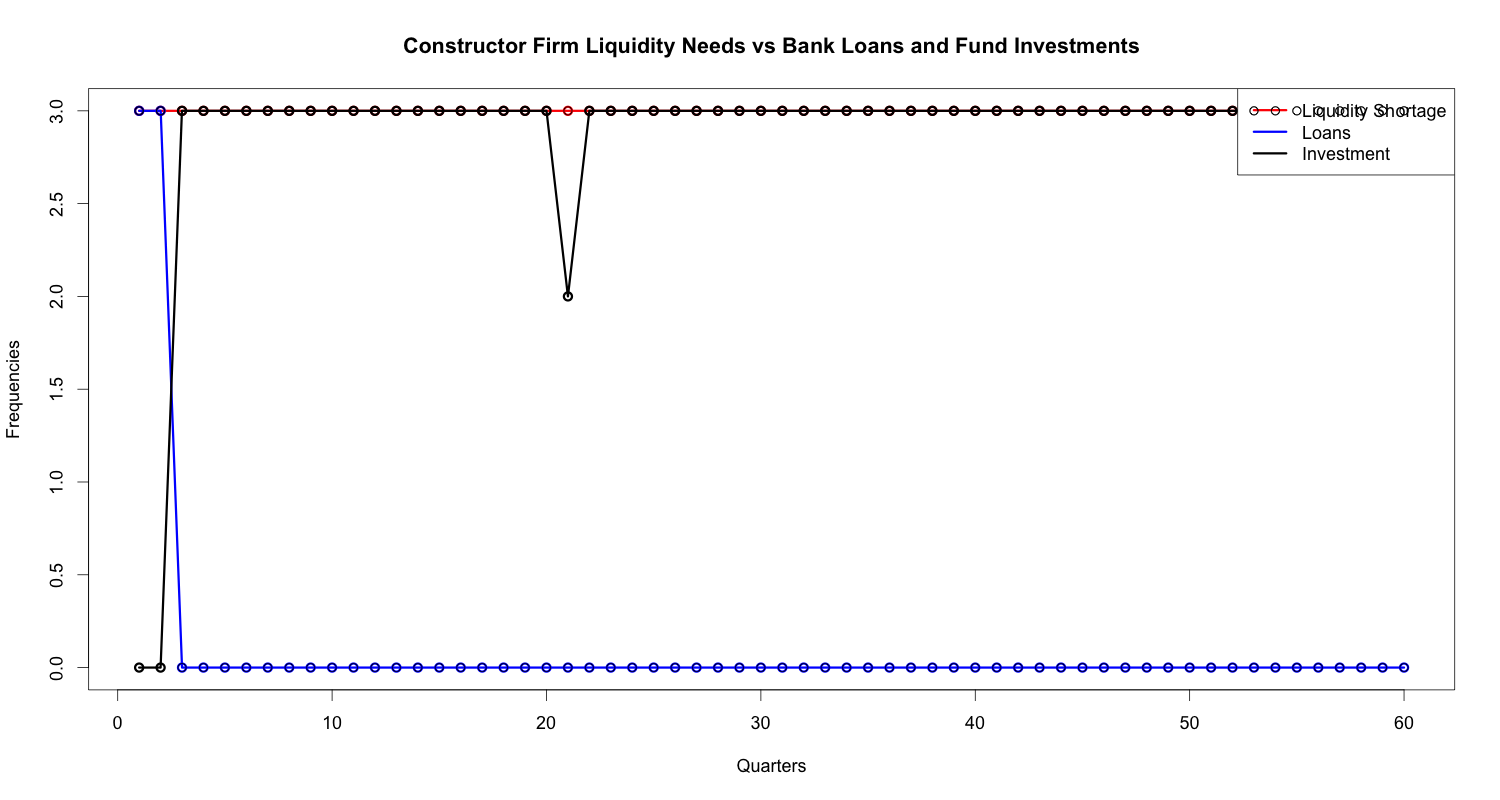 Constructor Firm Liquidity Needs vs Bank Loans and Fund Investments
Frequencies
3.0
2.5
2.0
1.5
1.0
0.5
0.0
Liquidity Shortage
Loans
Investment
0 10 20 30 40 50 60
Quarters